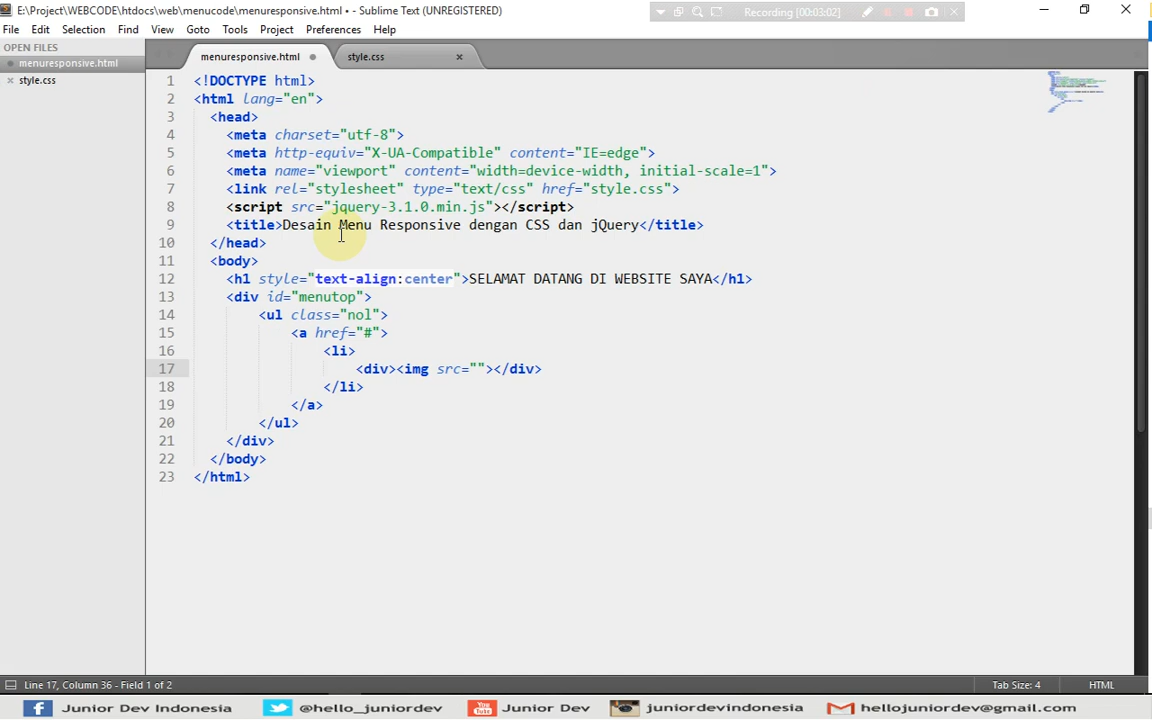 E:\Project\WEBCODE\htdocs\web\menucode\menuresponsive.html • - Sublime Text (UNREGISTERED)
Recording [00:03:02]
File Edit Selection Find View Goto Tools Project Preferences Help
OPEN FILES
menuresponsive.html
style.css
menuresponsive.html
style.css
1 <!DOCTYPE html>
2 <html lang="en">
3 <head>
4 <meta charset="utf-8">
5 <meta http-equiv="X-UA-Compatible" content="IE=edge">
6 <meta name="viewport" content="width=device-width, initial-scale=1">
7 <link rel="stylesheet" type="text/css" href="style.css">
8 <script src="jquery-3.1.0.min.js"></script>
9 <title>Desain Menu Responsive dengan CSS dan jQuery</title>
10 </head>
11 <body>
12 <h1 style="text-align:center">SELAMAT DATANG DI WEBSITE SAYA</h1>
13 <div id="menutop">
14 <ul class="nol">
15 <a href="#">
16 <li>
17 <div><img src=""></div>
18 </li>
19 </a>
20 </ul>
21 </div>
22 </body>
23 </html>
Line 17, Column 36 - Field 1 of 2
Tab Size: 4
HTML
Junior Dev Indonesia
@hello_juniordev
Junior Dev
juniordevindonesia
hellojuniordev@gmail.com